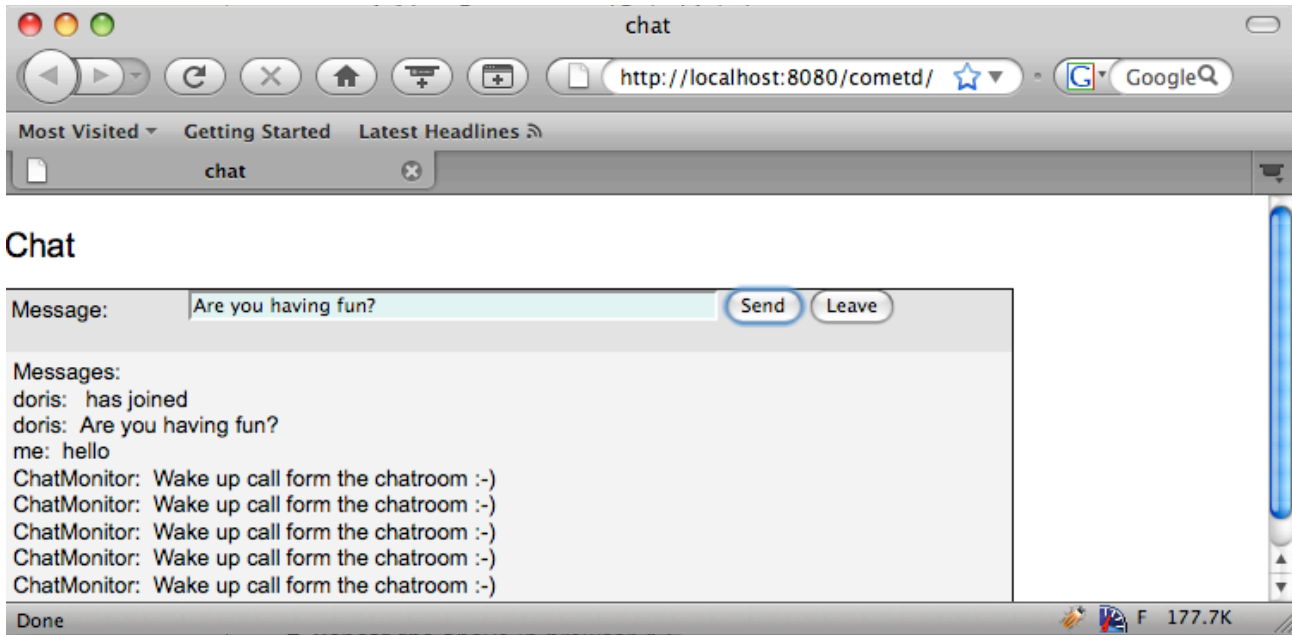 chat
http://localhost:8080/cometd/
G
Google
Most Visited Getting Started Latest Headlines
chat
Chat
Message: Are you having fun? Send Leave
Messages:
doris: has joined
doris: Are you having fun?
me: hello
ChatMonitor: Wake up call form the chatroom :-)
ChatMonitor: Wake up call form the chatroom :-)
ChatMonitor: Wake up call form the chatroom :-)
ChatMonitor: Wake up call form the chatroom :-)
ChatMonitor: Wake up call form the chatroom :-)
Done F 177.7K